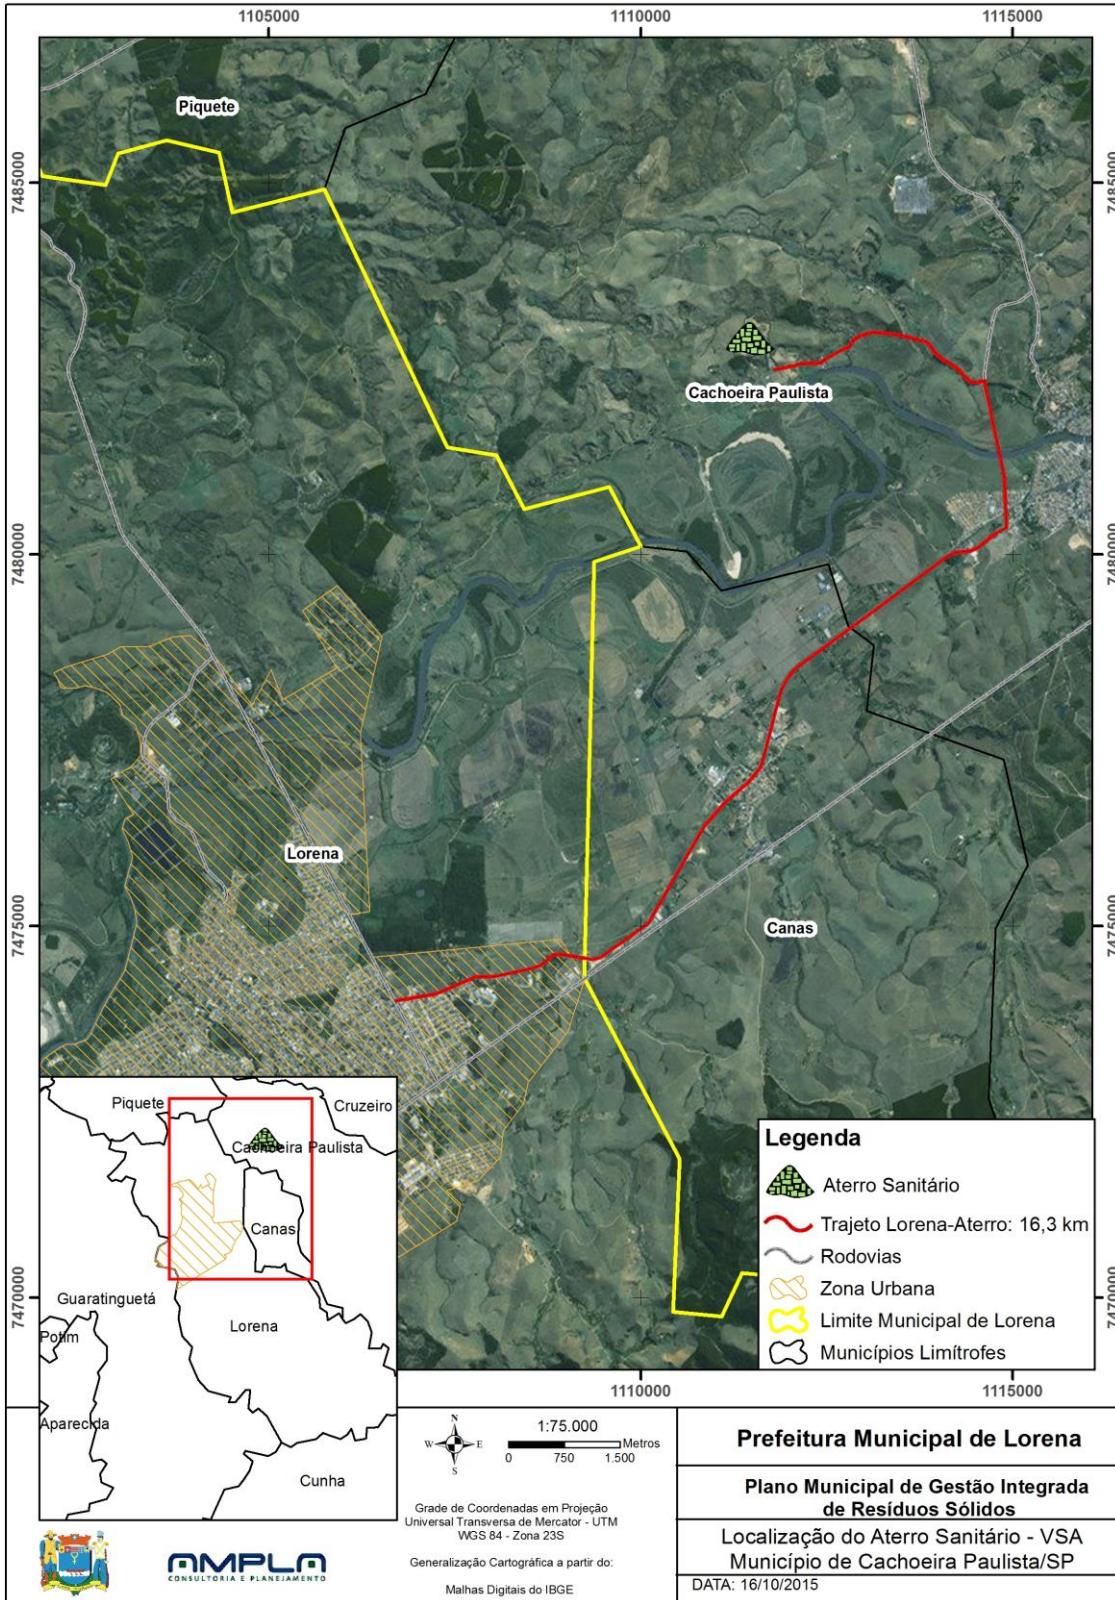 1105000
1110000
1115000
7485000
7485000
Piquete
Cachoeira Paulista
7480000
7480000
Lorena
7475000
7475000
Canas
Piquete
Cruzeiro
Cachoeira Paulista
Canas
Guaratinguetá
Lorena
Potim
Aparecida
Cunha
7470000
7470000
Legenda
Aterro Sanitário
Trajeto Lorena-Aterro: 16,3 km
Rodovias
Zona Urbana
Limite Municipal de Lorena
Municípios Limítrofes
1110000
1115000
N
W
E
S
1:75.000
Metros
0 750 1.500
Grade de Coordenadas em Projeção
Universal Transversa de Mercator - UTM
WGS 84 - Zona 23S
Generalização Cartográfica a partir do:
Malhas Digitais do IBGE
AMPLA
CONSULTORIA E PLANEJAMENTO
Prefeitura Municipal de Lorena
Plano Municipal de Gestão Integrada
de Resíduos Sólidos
Localização do Aterro Sanitário - VSA
Município de Cachoeira Paulista/SP
DATA: 16/10/2015